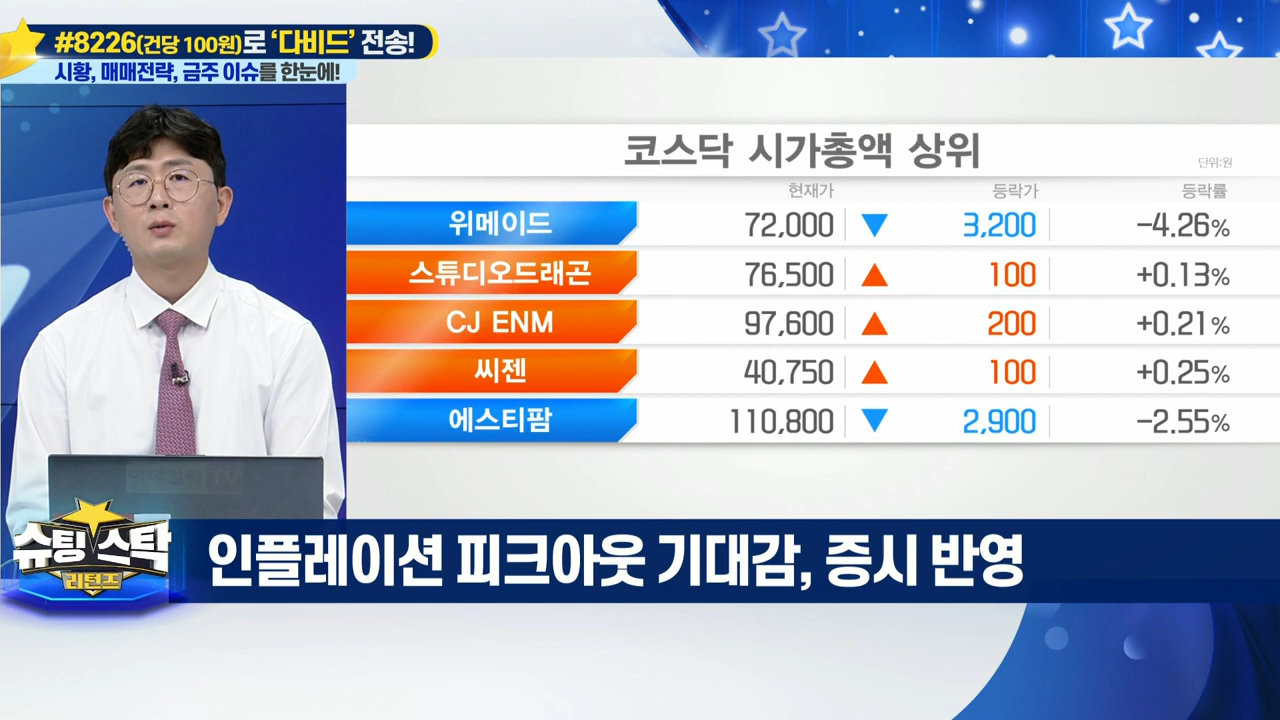 #8226(건당 100원)로 '다비드' 전송!
시황, 매매전략, 금주 이슈를 한눈에!
코스닥 시가총액 상위
단위:원
현재가 등락가 등락률
위메이드 72,000 ▼ 3,200 -4.26%
스튜디오드래곤 76,500 ▲ 100 +0.13%
CJ ENM 97,600 ▲ 200 +0.21%
씨젠 40,750 ▲ 100 +0.25%
에스티팜 110,800 ▼ 2,900 -2.55%
슈팅 스탁
리턴즈
인플레이션 피크아웃 기대감, 증시 반영